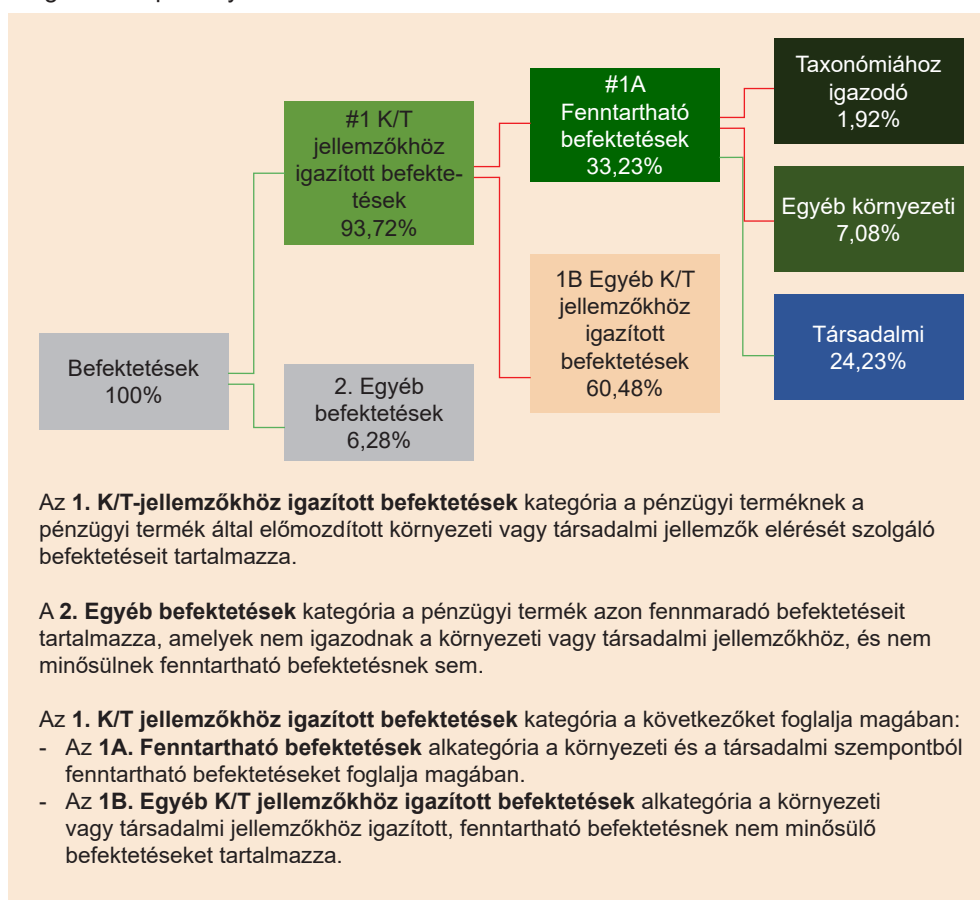 Taxonómiához
igazodó
1,92%
#1A
Fenntartható
befektetések
33,23%
#1 K/T
jellemzőkhöz
igazított befekte-
tések
93,72%
Egyéb környezeti
7,08%
1B Egyéb K/T
jellemzőkhöz
igazított
befektetések
60,48%
Társadalmi
24,23%
Befektetések
100%
2. Egyéb
befektetések
6,28%
Az 1. K/T-jellemzőkhöz igazított befektetések kategória a pénzügyi terméknek a
pénzügyi termék által előmozdított környezeti vagy társadalmi jellemzők elérését szolgáló
befektetéseit tartalmazza.
A 2. Egyéb befektetések kategória a pénzügyi termék azon fennmaradó befektetéseit
tartalmazza, amelyek nem igazodnak a környezeti vagy társadalmi jellemzőkhöz, és nem
minősülnek fenntartható befektetésnek sem.
Az 1. K/T jellemzőkhöz igazított befektetések kategória a következőket foglalja magában:
- Az 1A. Fenntartható befektetések alkategória a környezeti és a társadalmi szempontból
fenntartható befektetéseket foglalja magában.
- Az 1B. Egyéb K/T jellemzőkhöz igazított befektetések alkategória a környezeti
vagy társadalmi jellemzőkhöz igazított, fenntartható befektetésnek nem minősülő
befektetéseket tartalmazza.